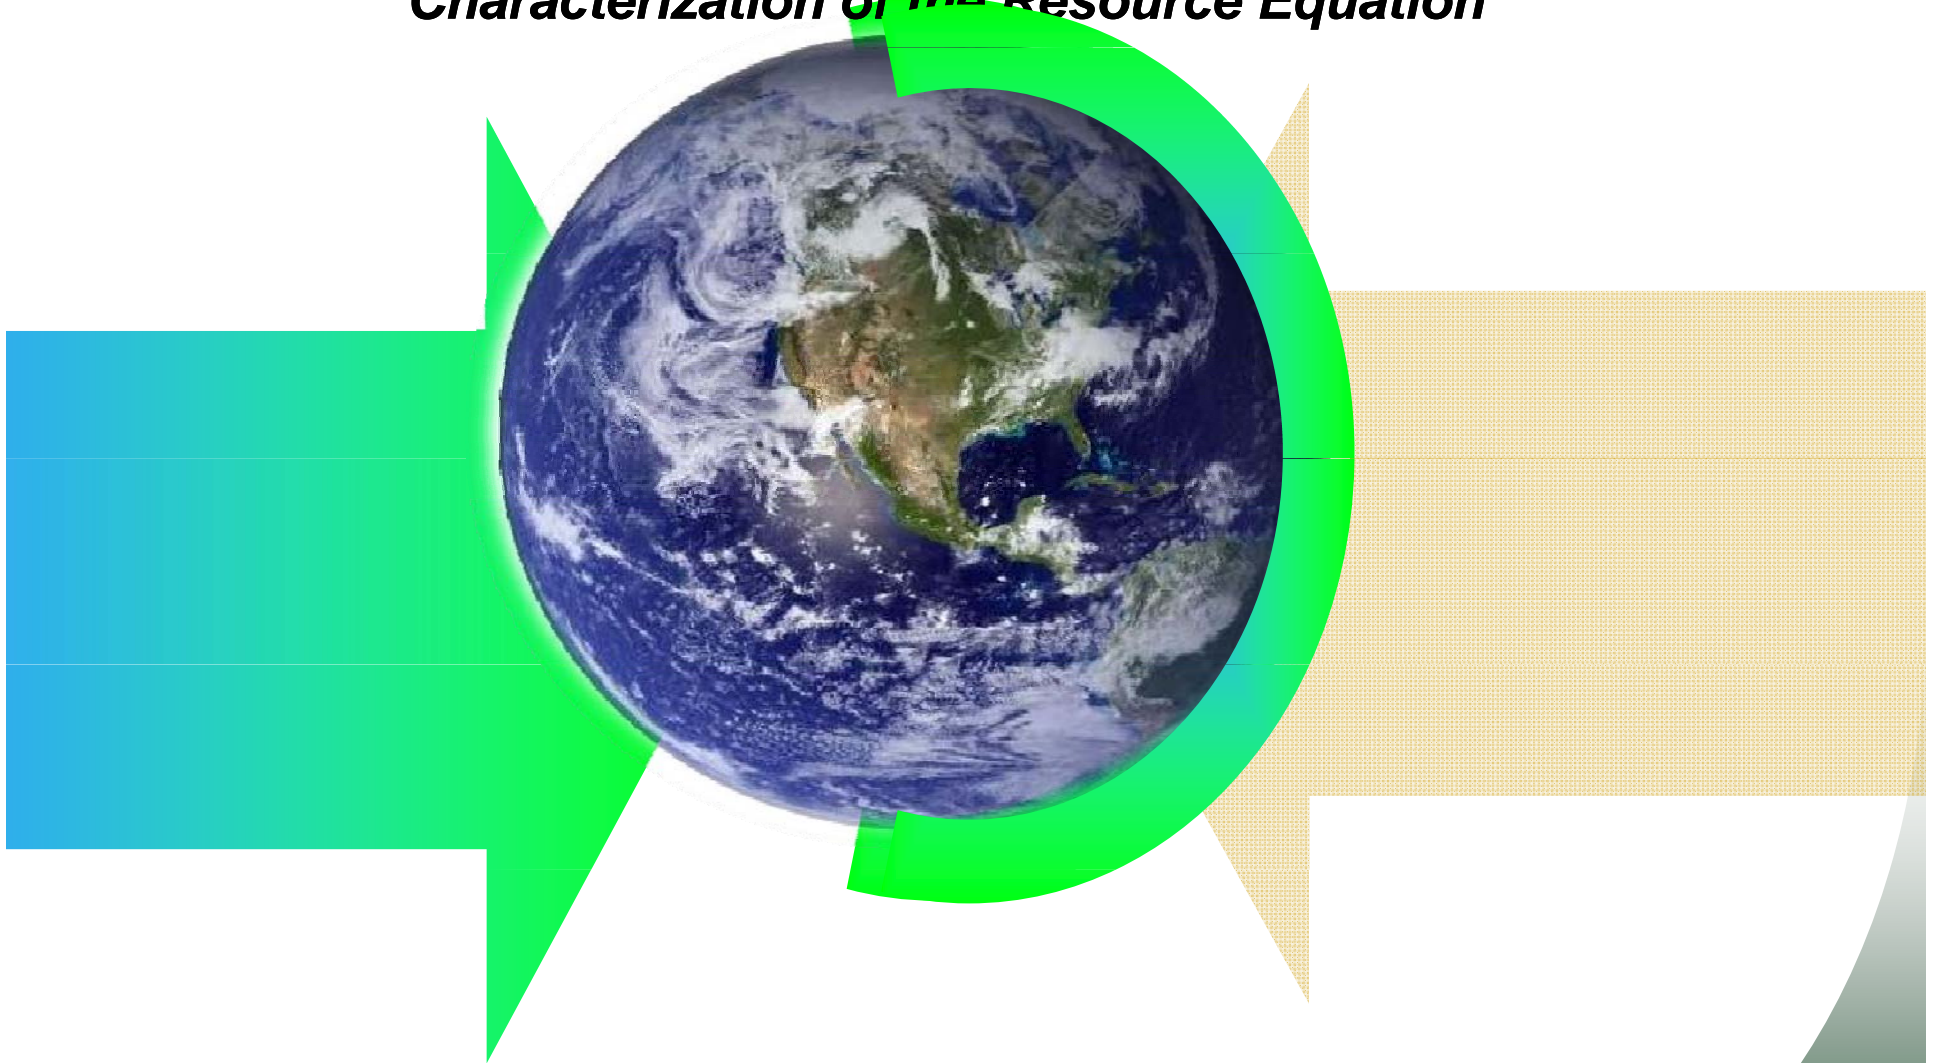 Characterization of the Resource Equation